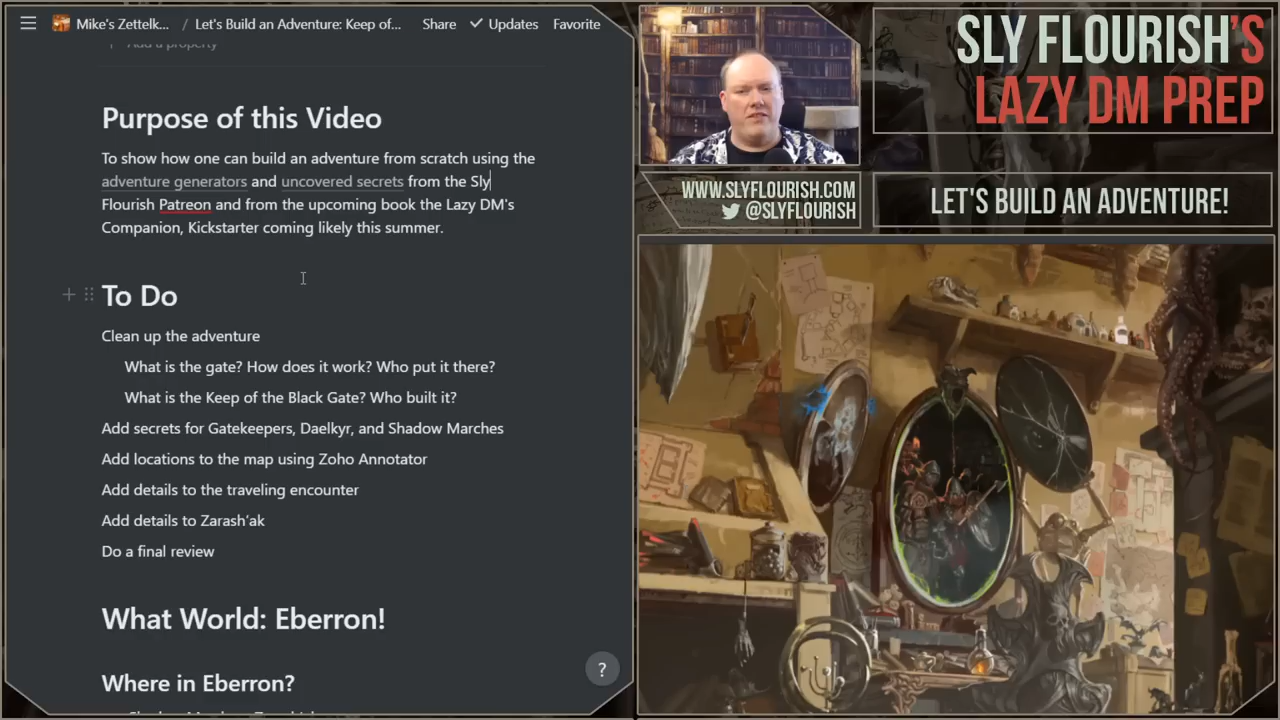 Mike's Zettelk...
/
Let's Build an Adventure: Keep of...
Share
Updates
Favorite
Add a property
Purpose of this Video
To show how one can build an adventure from scratch using the
adventure generators and uncovered secrets from the Sly
Flourish Patreon and from the upcoming book the Lazy DM's
Companion, Kickstarter coming likely this summer.
To Do
Clean up the adventure
What is the gate? How does it work? Who put it there?
What is the Keep of the Black Gate? Who built it?
Add secrets for Gatekeepers, Daelkyr, and Shadow Marches
Add locations to the map using Zoho Annotator
Add details to the traveling encounter
Add details to Zarash'ak
Do a final review
What World: Eberron!
Where in Eberron?
?
SLY FLOURISH'S
LAZY DM PREP
WWW.SLYFLOURISH.COM
@SLYFLOURISH
LET'S BUILD AN ADVENTURE!